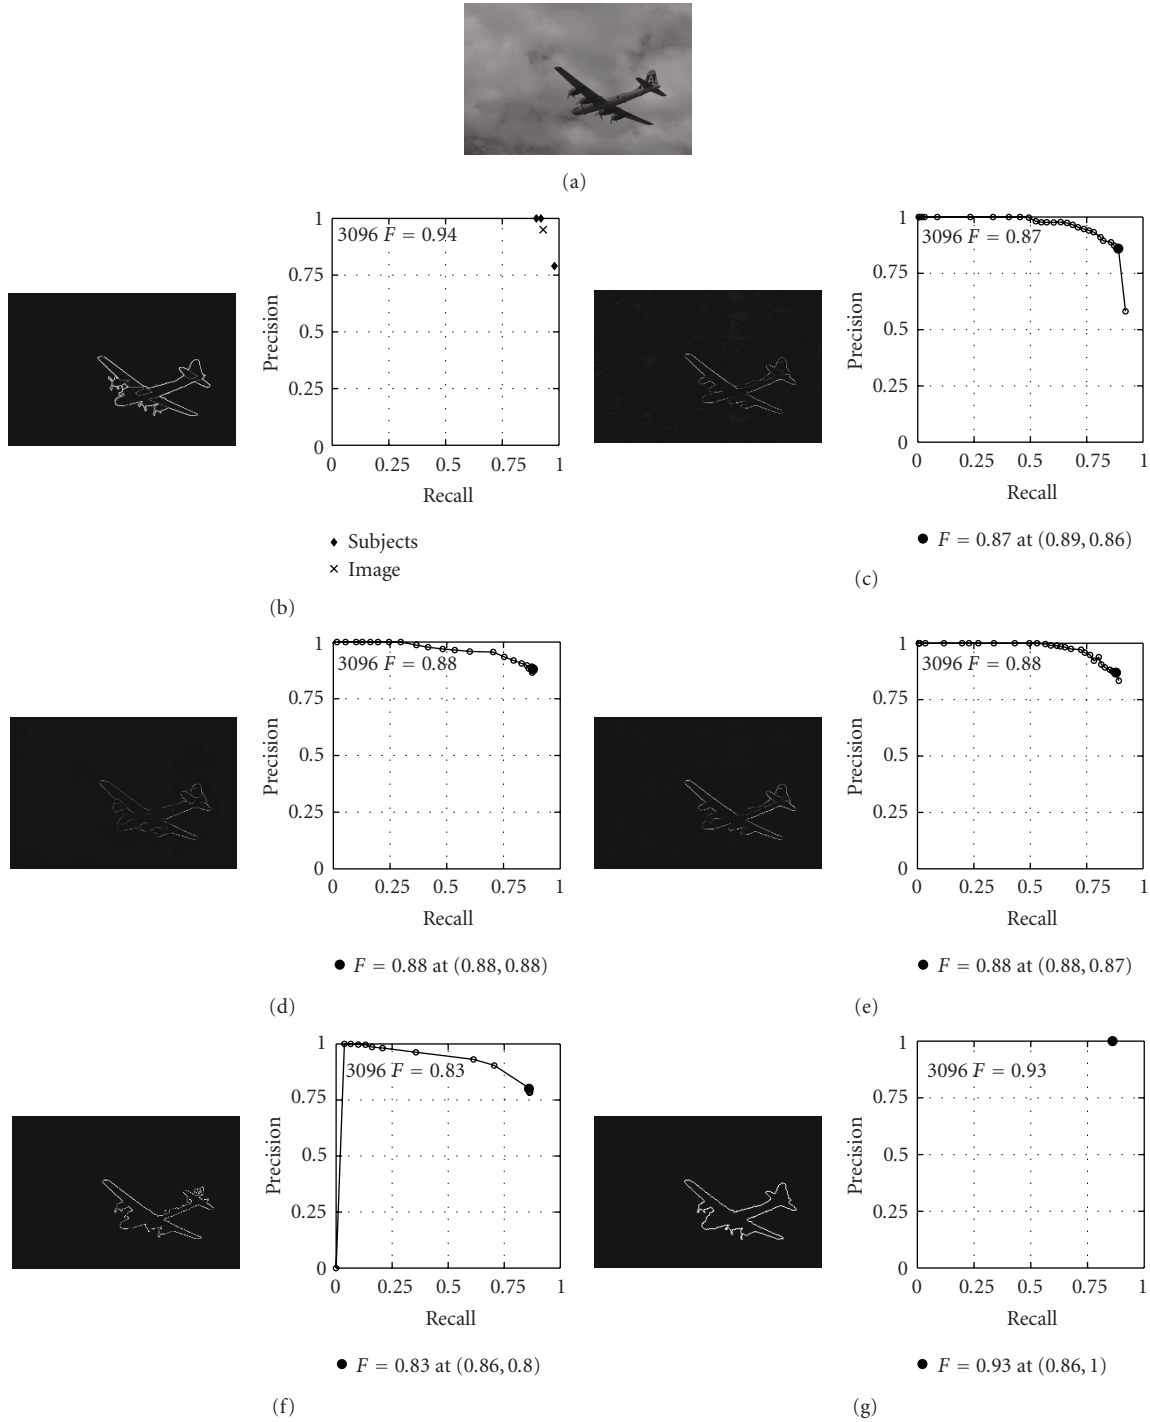 (a)
1
3096 F = 0.94
0.75
0.5
0.25
0
Precision
0 0.25 0.5 0.75 1
Recall
Subjects
Image
(b)
1
3096 F = 0.87
0.75
0.5
0.25
0
Precision
0 0.25 0.5 0.75 1
Recall
F = 0.87 at (0.89, 0.86)
(c)
1
3096 F = 0.88
0.75
0.5
0.25
0
Precision
0 0.25 0.5 0.75 1
Recall
F = 0.88 at (0.88, 0.88)
(d)
1
3096 F = 0.88
0.75
0.5
0.25
0
Precision
0 0.25 0.5 0.75 1
Recall
F = 0.88 at (0.88, 0.87)
(e)
1
3096 F = 0.83
0.75
0.5
0.25
0
Precision
0 0.25 0.5 0.75 1
Recall
F = 0.83 at (0.86, 0.8)
(f)
1
3096 F = 0.93
0.75
0.5
0.25
0
Precision
0 0.25 0.5 0.75 1
Recall
F = 0.93 at (0.86, 1)
(g)